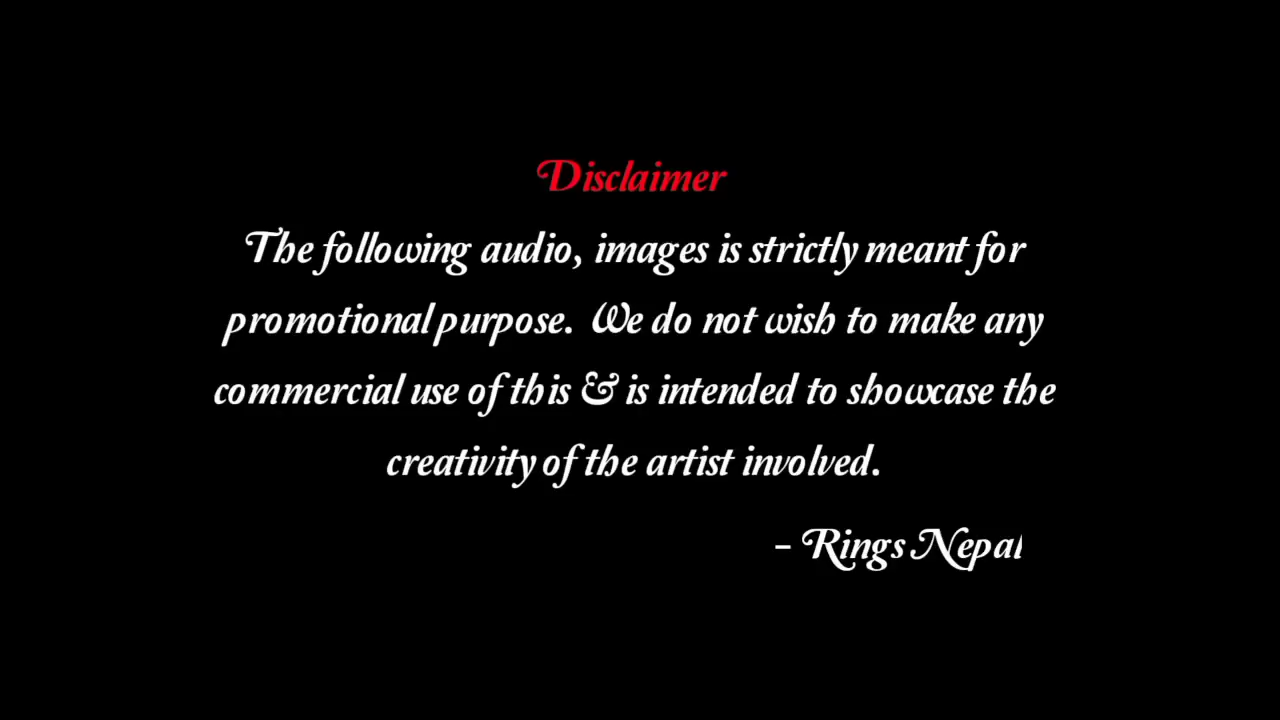 Disclaimer
The following audio, images is strictly meant for
promotional purpose. We do not wish to make any
commercial use of this & is intended to showcase the
creativity of the artist involved.
- Rings Nepal